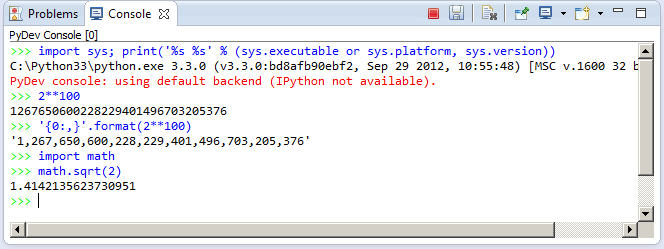 Problems Console
PyDev Console [0]
>>> import sys; print('%s %s' % (sys.executable or sys.platform, sys.version))
C:\Python33\python.exe 3.3.0 (v3.3.0:bd8afb90ebf2, Sep 29 2012, 10:55:48) [MSC v.1600 32 b
PyDev console: using default backend (IPython not available).
>>> 2**100
1267650600228229401496703205376
>>> '{0:,}'.format(2**100)
'1,267,650,600,228,229,401,496,703,205,376'
>>> import math
>>> math.sqrt(2)
1.4142135623730951
>>>